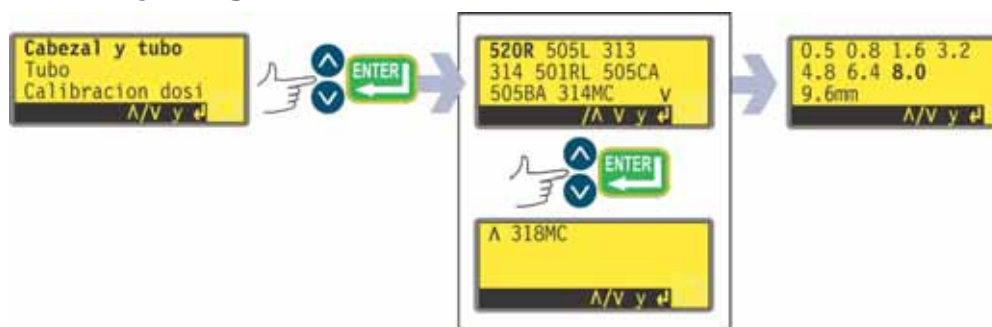 Cabezal y tubo
Tubo
Calibracion dosi
Λ/V y ↲
ENTER
520R 505L 313
314 501RL 505CA
505BA 314MC V
/Λ V y ↲
ENTER
Λ 318MC
Λ/V y ↲
0.5 0.8 1.6 3.2
4.8 6.4 8.0
9.6mm
Λ/V y ↲